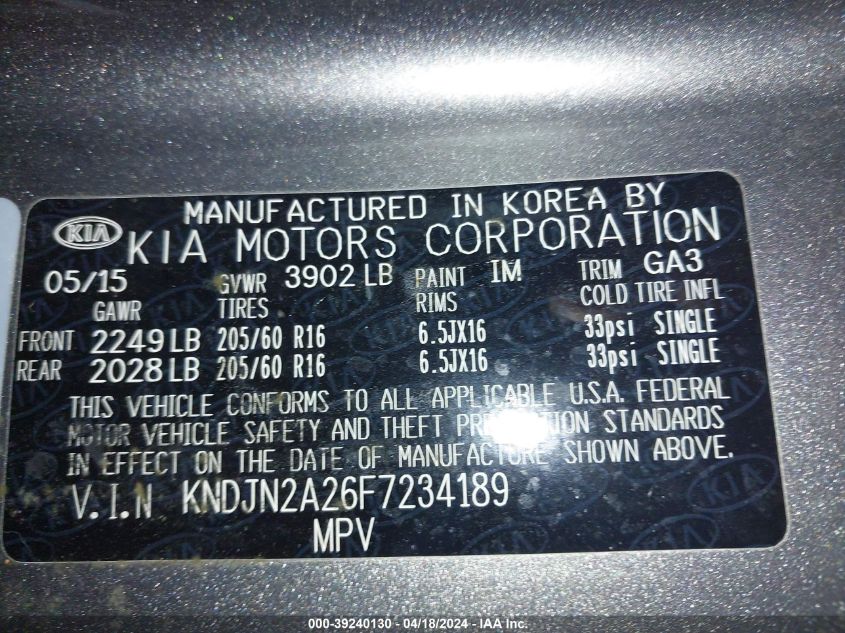 MANUFACTURED IN KOREA BY
KIA KIA MOTORS CORPORATION
05/15 GVWR 3902 LB PAINT IM TRIM GA3
GAWR TIRES RIMS COLD TIRE INFL
FRONT 2249 LB 205/60 R16 6.5JX16 33psi SINGLE
REAR 2028 LB 205/60 R16 6.5JX16 33psi SINGLE
THIS VEHICLE CONFORMS TO ALL APPLICABLE U.S.A. FEDERAL
MOTOR VEHICLE SAFETY AND THEFT PREVENTION STANDARDS
IN EFFECT ON THE DATE OF MANUFACTURE SHOWN ABOVE.
V.I.N KNDJN2A26F7234189
MPV
000-39240130 - 04/18/2024 - IAA Inc.